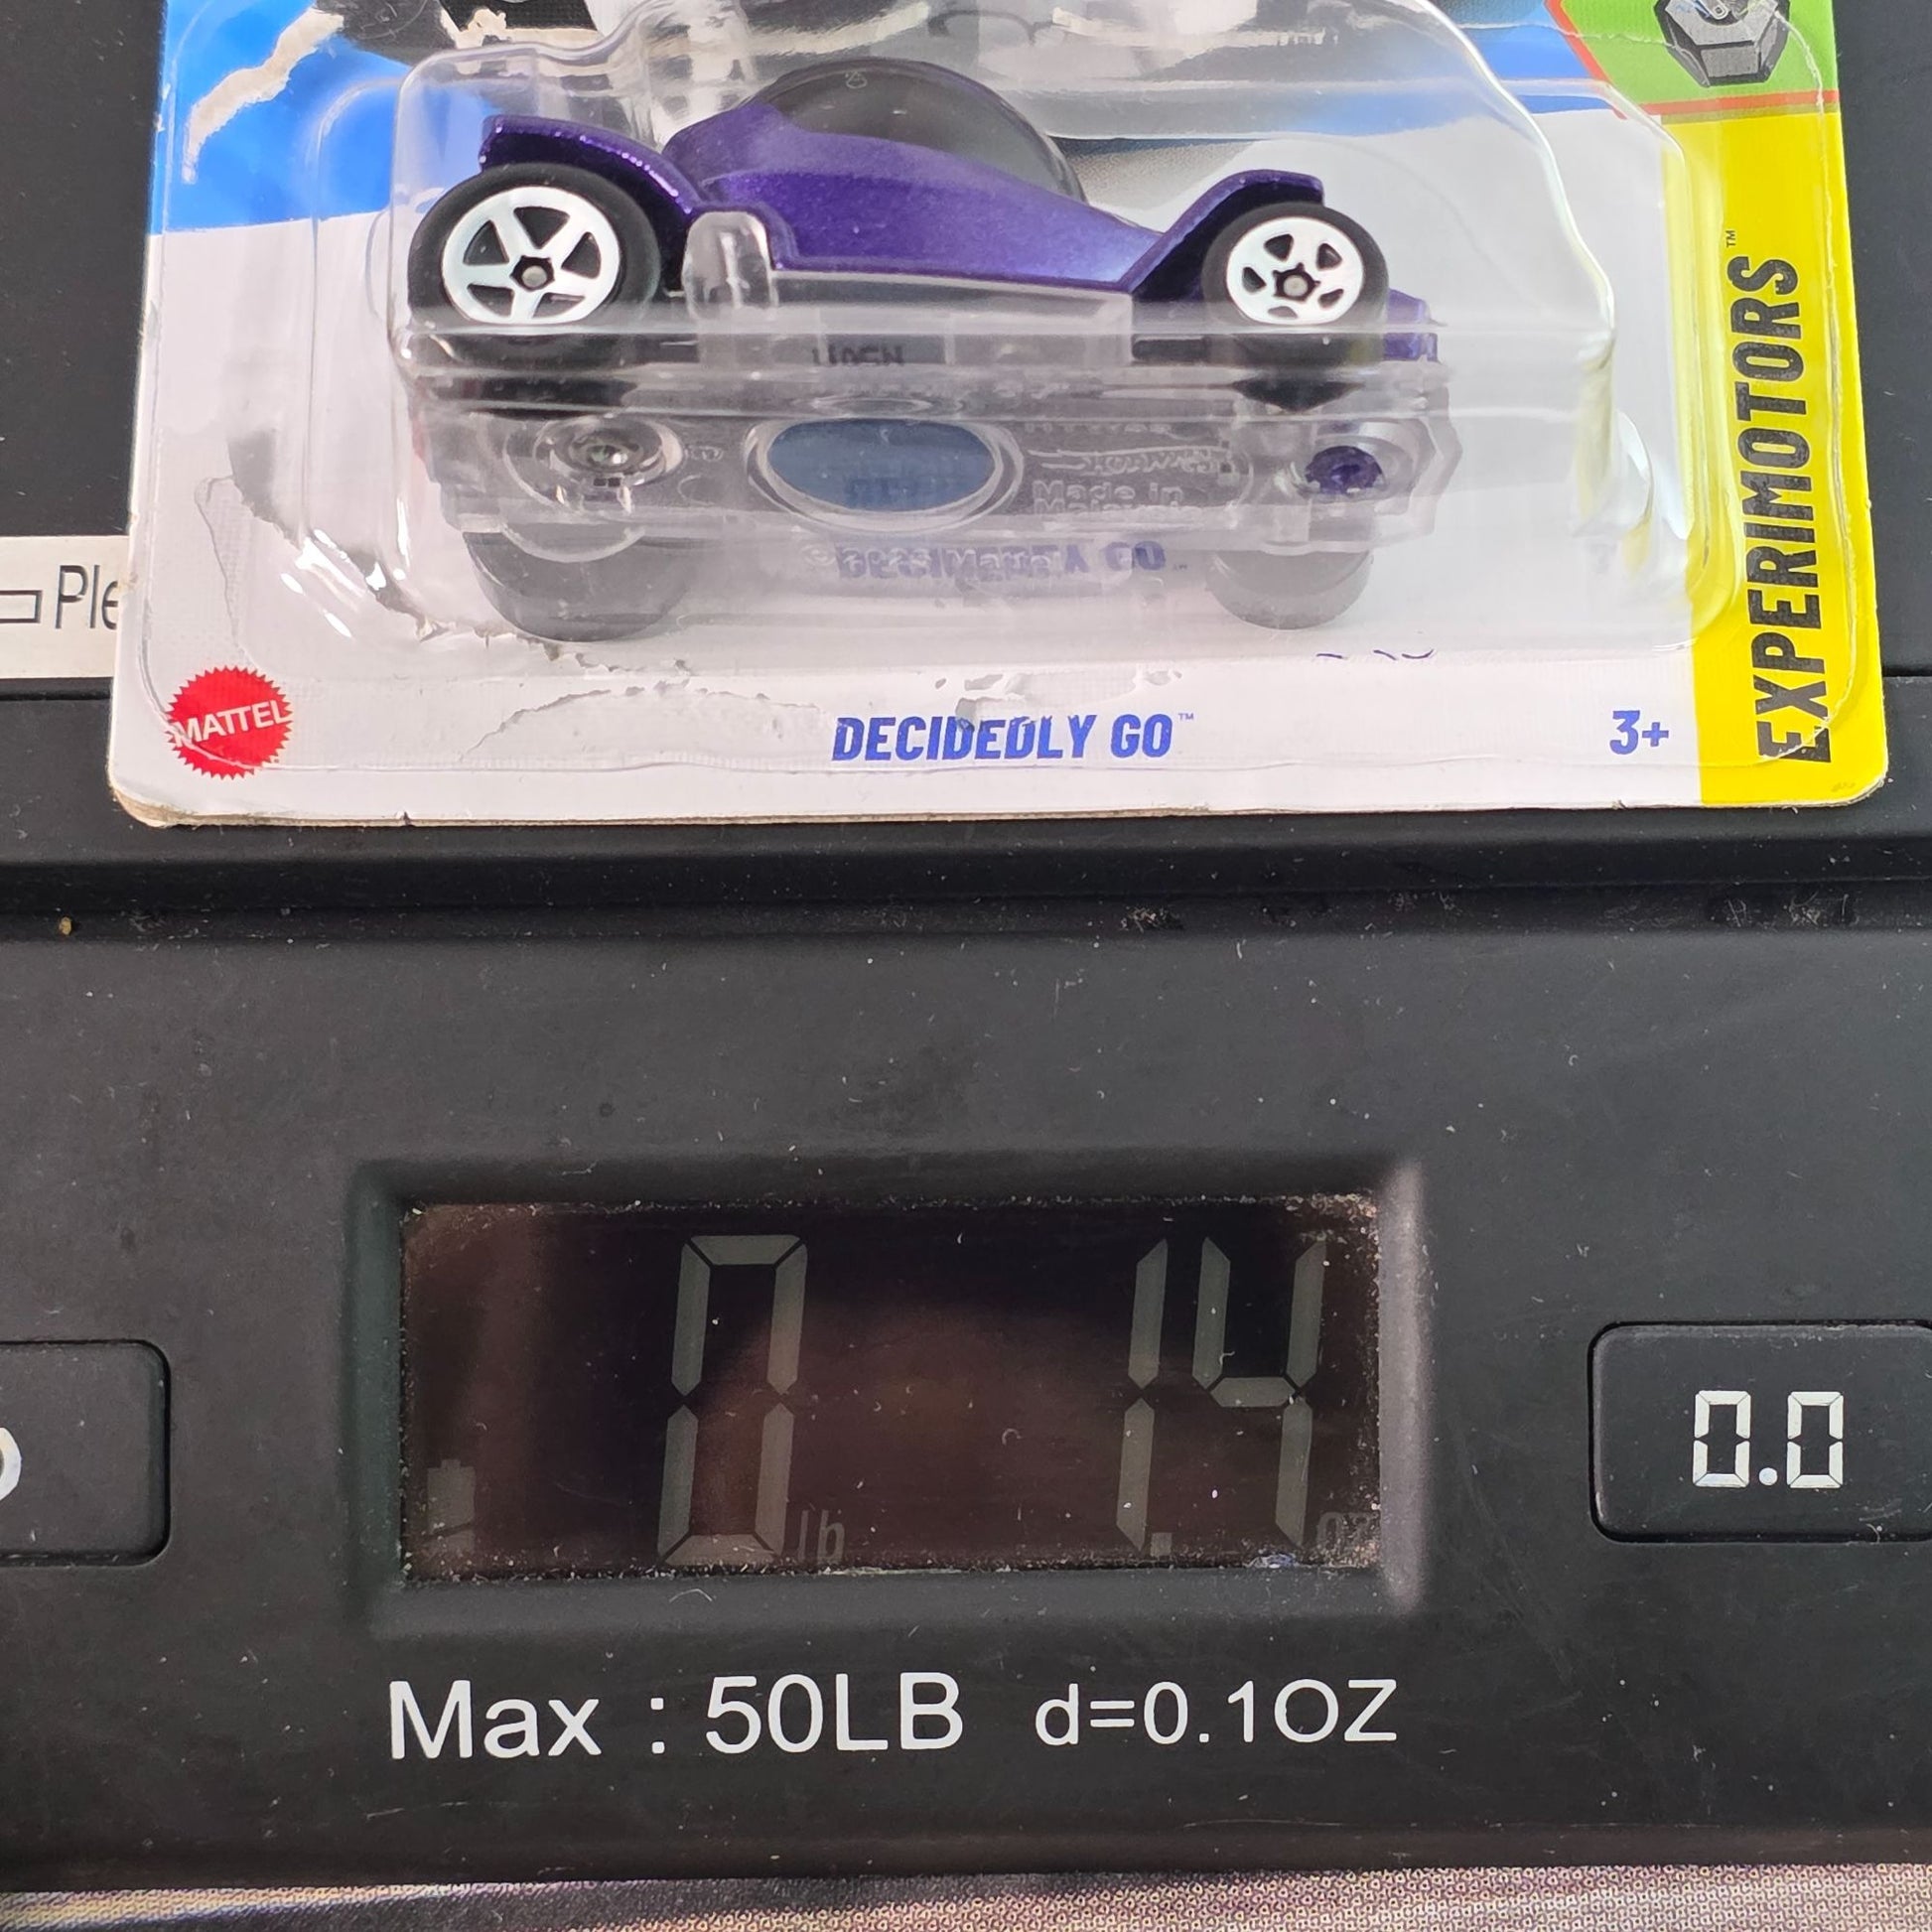 Ple
Made in
Malaysia
MATTEL
DECIDEDLY GO™
3+
EXPERIMOTORS™
0 lb 1.4 oz
0.0
Max : 50LB d=0.1OZ